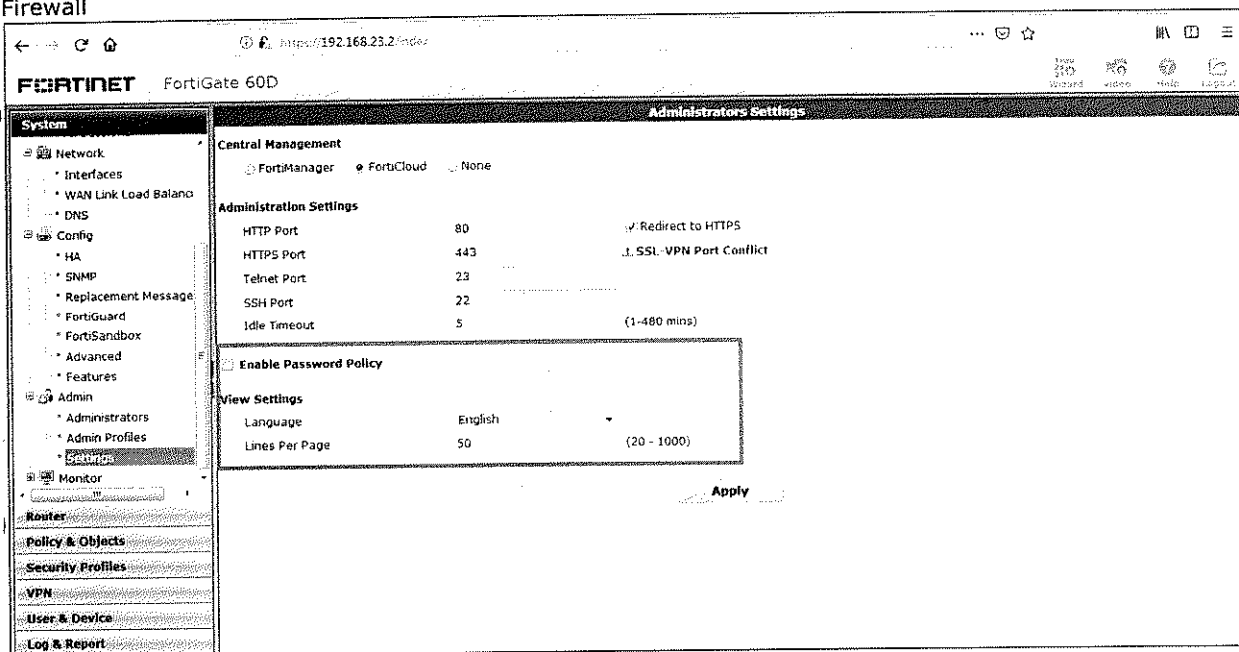 Firewall
https://192.168.23.2/index
FORTINET FortiGate 60D
Wizard Video Help Logout
System
Administrators Settings
Network
Interfaces
WAN Link Load Balanc
DNS
Config
HA
SNMP
Replacement Message
FortiGuard
FortiSandbox
Advanced
Features
Admin
Administrators
Admin Profiles
Settings
Monitor
Router
Policy & Objects
Security Profiles
VPN
User & Device
Log & Report
Central Management
FortiManager FortiCloud None
Administration Settings
HTTP Port 80 Redirect to HTTPS
HTTPS Port 443 SSL-VPN Port Conflict
Telnet Port 23
SSH Port 22
Idle Timeout 5 (1-480 mins)
Enable Password Policy
View Settings
Language English
Lines Per Page 50 (20 - 1000)
Apply